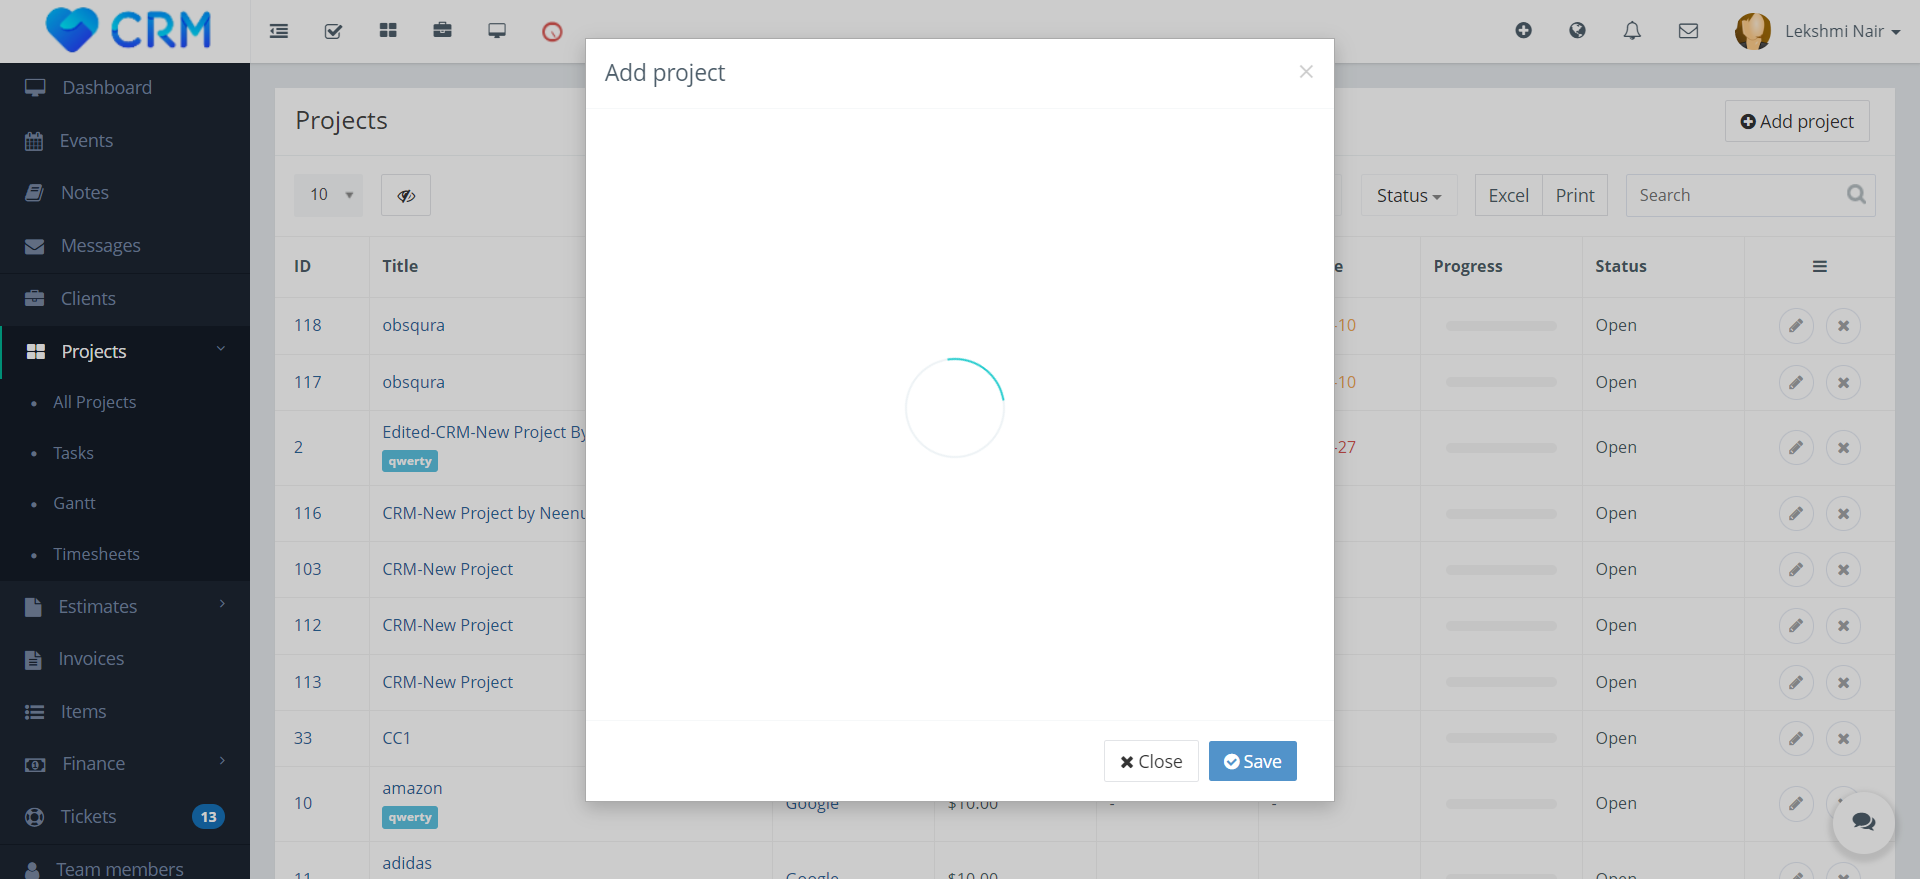 CRM
Lekshmi Nair
Dashboard
Events
Notes
Messages
Clients
Projects
All Projects
Tasks
Gantt
Timesheets
Estimates
Invoices
Items
Finance
Tickets 13
Team members
Projects
Add project
10
Status
Excel Print
Search
ID Title Progress Status
118 obsqura -10 Open
117 obsqura -10 Open
2 Edited-CRM-New Project By -27 Open
qwerty
116 CRM-New Project by Neenu Open
103 CRM-New Project Open
112 CRM-New Project Open
113 CRM-New Project Open
33 CC1 Open
10 amazon Google $10.00 - - Open
qwerty
11 adidas Google $10.00
Add project
×
Close Save